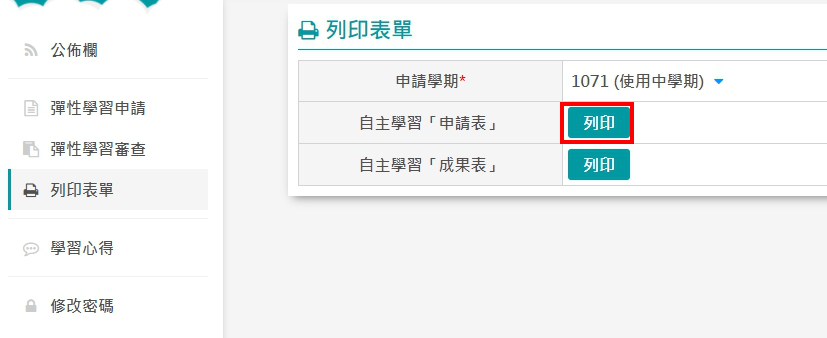 公佈欄
彈性學習申請
彈性學習審查
列印表單
學習心得
修改密碼
列印表單
申請學期* 1071 (使用中學期)
自主學習「申請表」 列印
自主學習「成果表」 列印